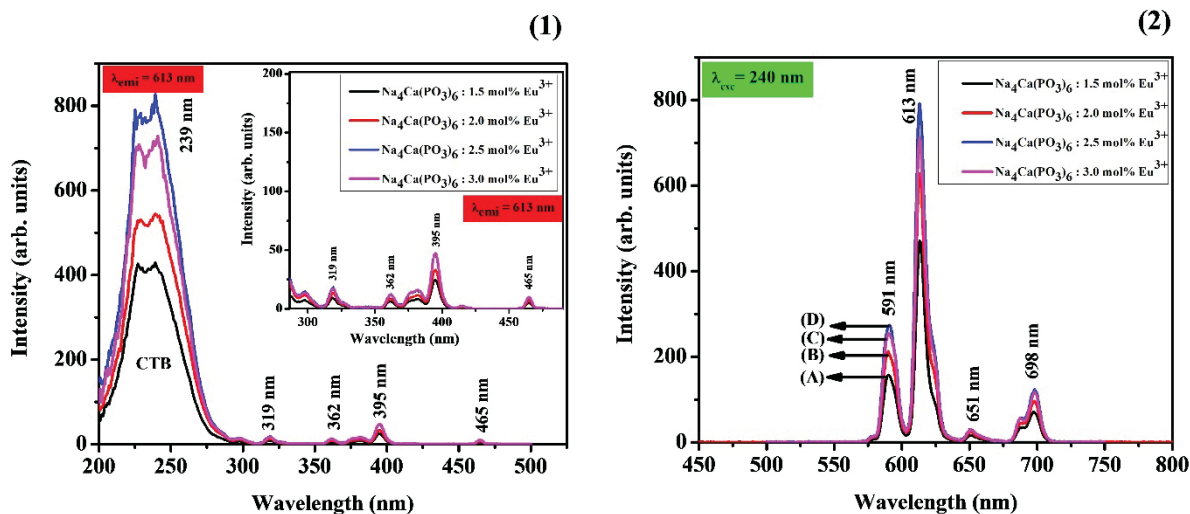 (1)
λemi = 613 nm
239 nm
CTB
319 nm
362 nm
395 nm
465 nm
Intensity (arb. units)
800
600
400
200
0
200
250
300
350
400
450
500
Wavelength (nm)
Na4Ca(PO3)6 : 1.5 mol% Eu3+
Na4Ca(PO3)6 : 2.0 mol% Eu3+
Na4Ca(PO3)6 : 2.5 mol% Eu3+
Na4Ca(PO3)6 : 3.0 mol% Eu3+
λemi = 613 nm
319 nm
362 nm
395 nm
465 nm
Intensity (arb. units)
200
150
100
50
0
300
350
400
450
Wavelength (nm)
(2)
λexc = 240 nm
613 nm
Na4Ca(PO3)6 : 1.5 mol% Eu3+
Na4Ca(PO3)6 : 2.0 mol% Eu3+
Na4Ca(PO3)6 : 2.5 mol% Eu3+
Na4Ca(PO3)6 : 3.0 mol% Eu3+
591 nm
(D)
(C)
(B)
(A)
651 nm
698 nm
Intensity (arb. units)
800
600
400
200
0
450
500
550
600
650
700
750
800
Wavelength (nm)